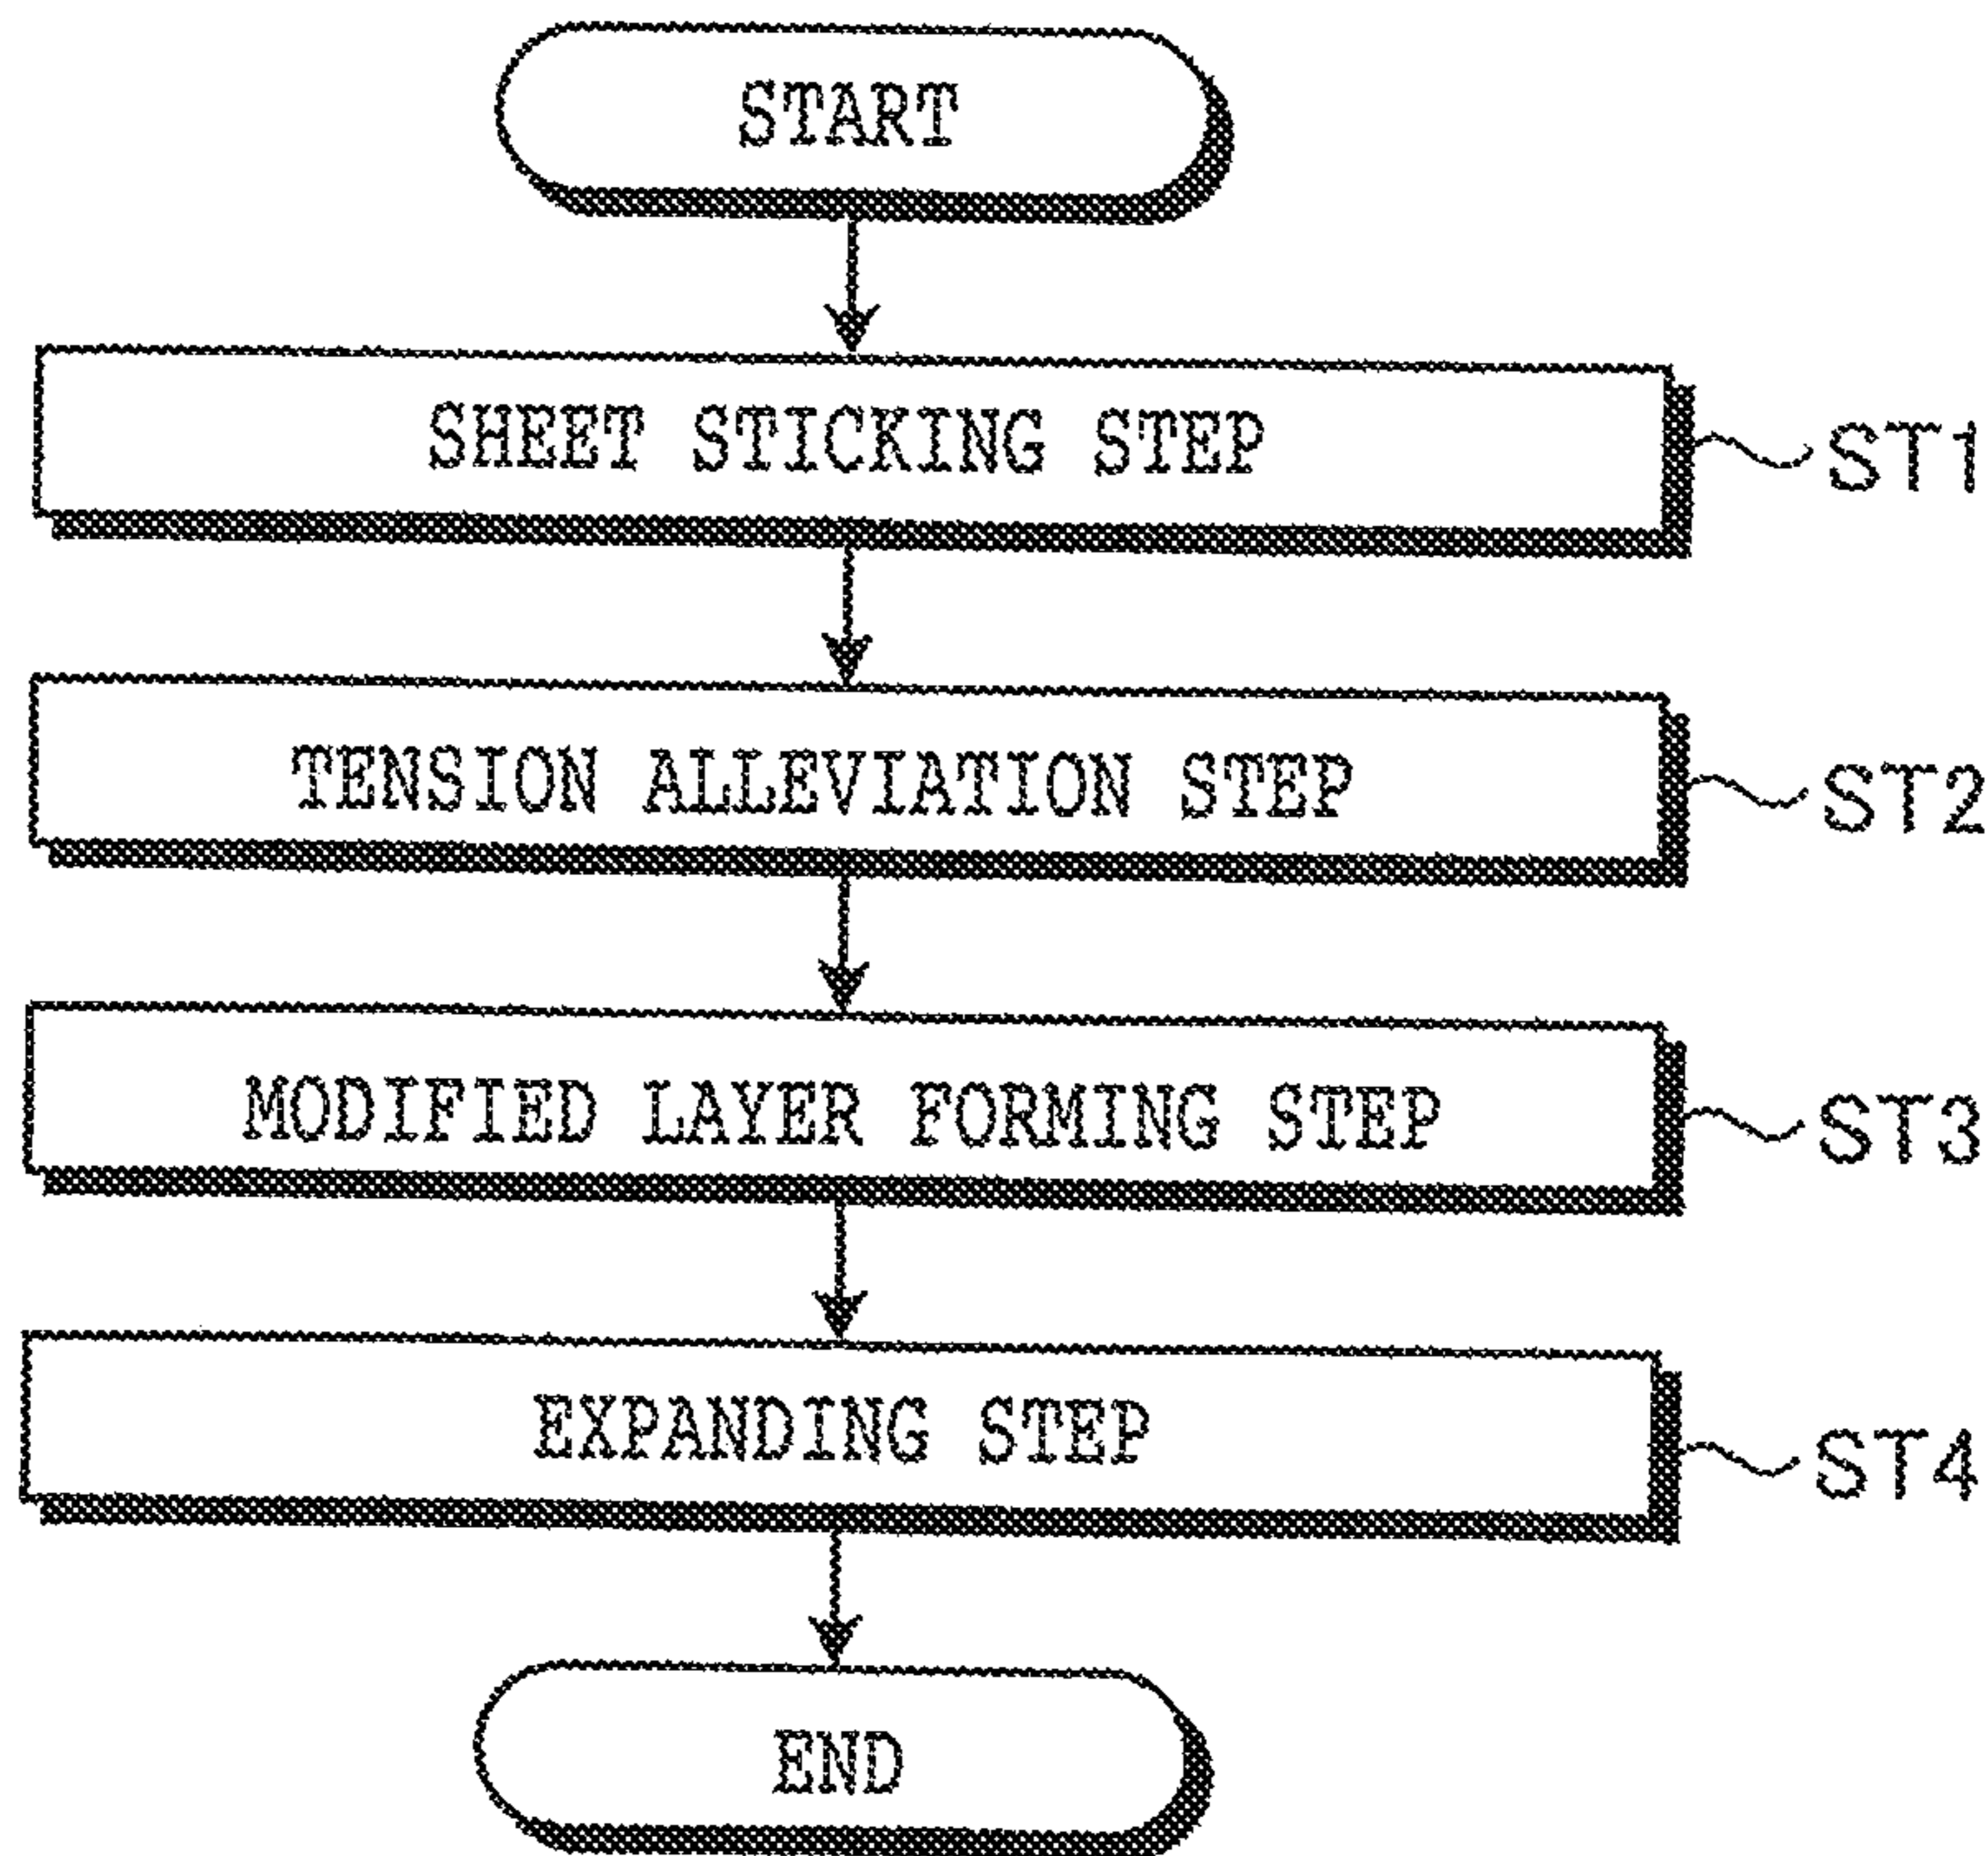 START
SHEET STICKING STEP
ST1
TENSION ALLEVIATION STEP
ST2
MODIFIED LAYER FORMING STEP
ST3
EXPANDING STEP
ST4
END